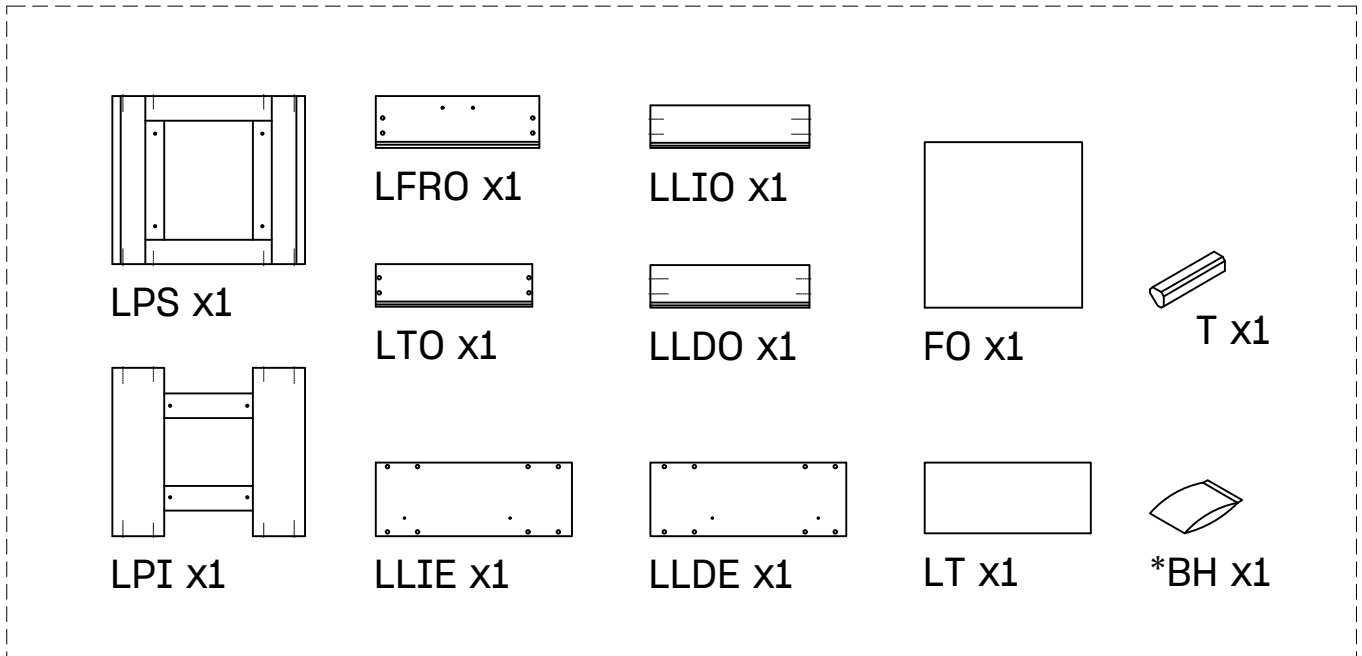 LFRO x1
LLIO x1
LPS x1
LTO x1
LLDO x1
FO x1
T x1
LPI x1
LLIE x1
LLDE x1
LT x1
*BH x1